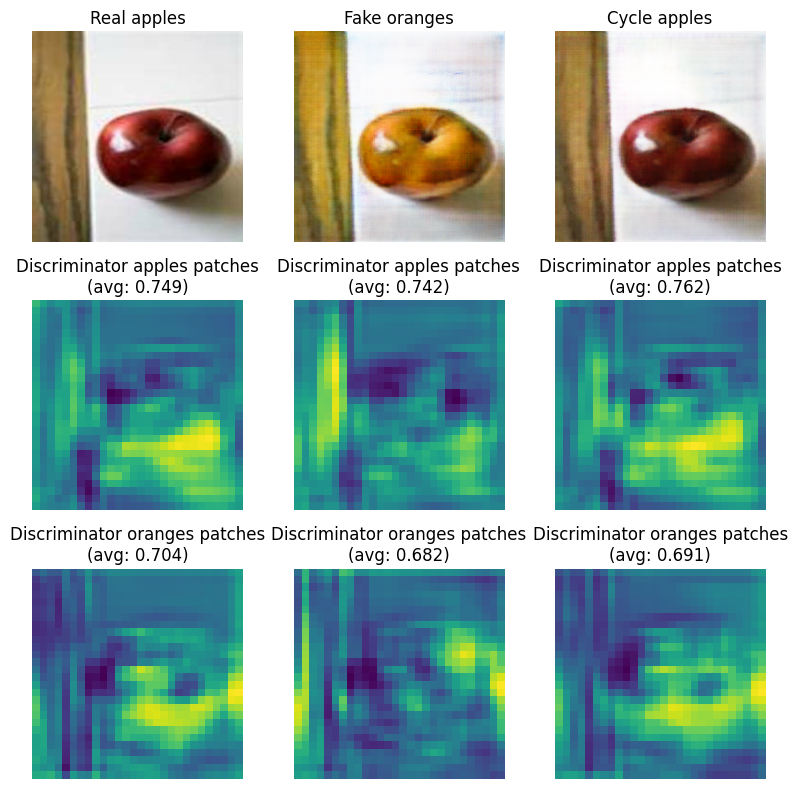 Real apples
Fake oranges
Cycle apples
Discriminator apples patches
(avg: 0.749)
Discriminator apples patches
(avg: 0.742)
Discriminator apples patches
(avg: 0.762)
Discriminator oranges patches
(avg: 0.704)
Discriminator oranges patches
(avg: 0.682)
Discriminator oranges patches
(avg: 0.691)